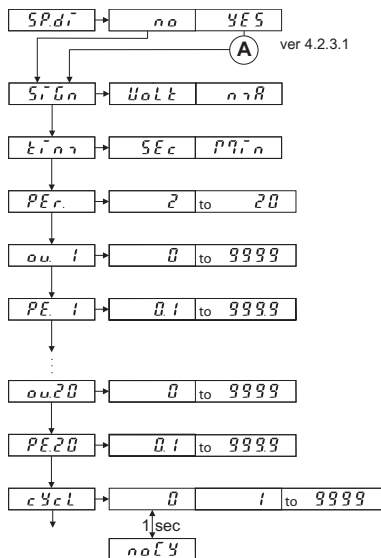 SP.di no YES
A ver 4.2.3.1
SiGn VoLt mA
tim SEc Min
PEr. 2 to 20
ou. 1 0 to 9999
PE. 1 0.1 to 999.9
ou.20 0 to 9999
PE.20 0.1 to 999.9
cYcL 0 1 to 9999
1 sec
noCY